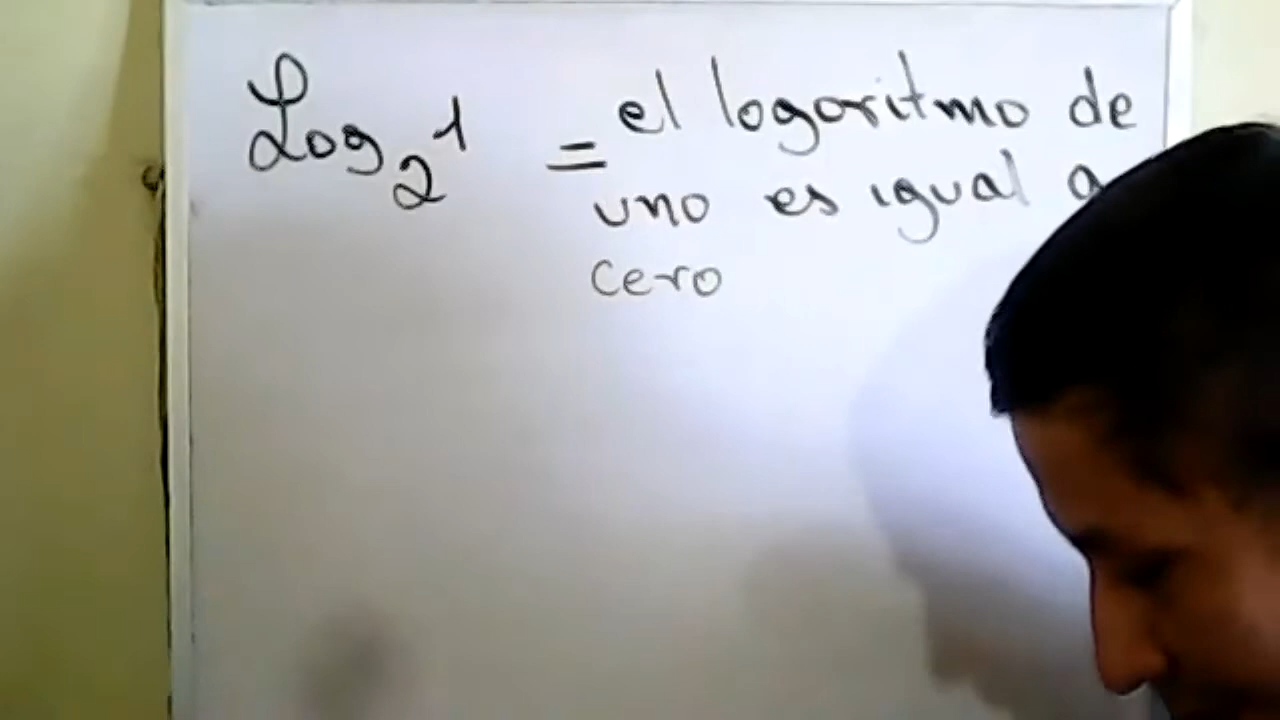 Log₂1 = el logoritmo de
uno es igual a
cero